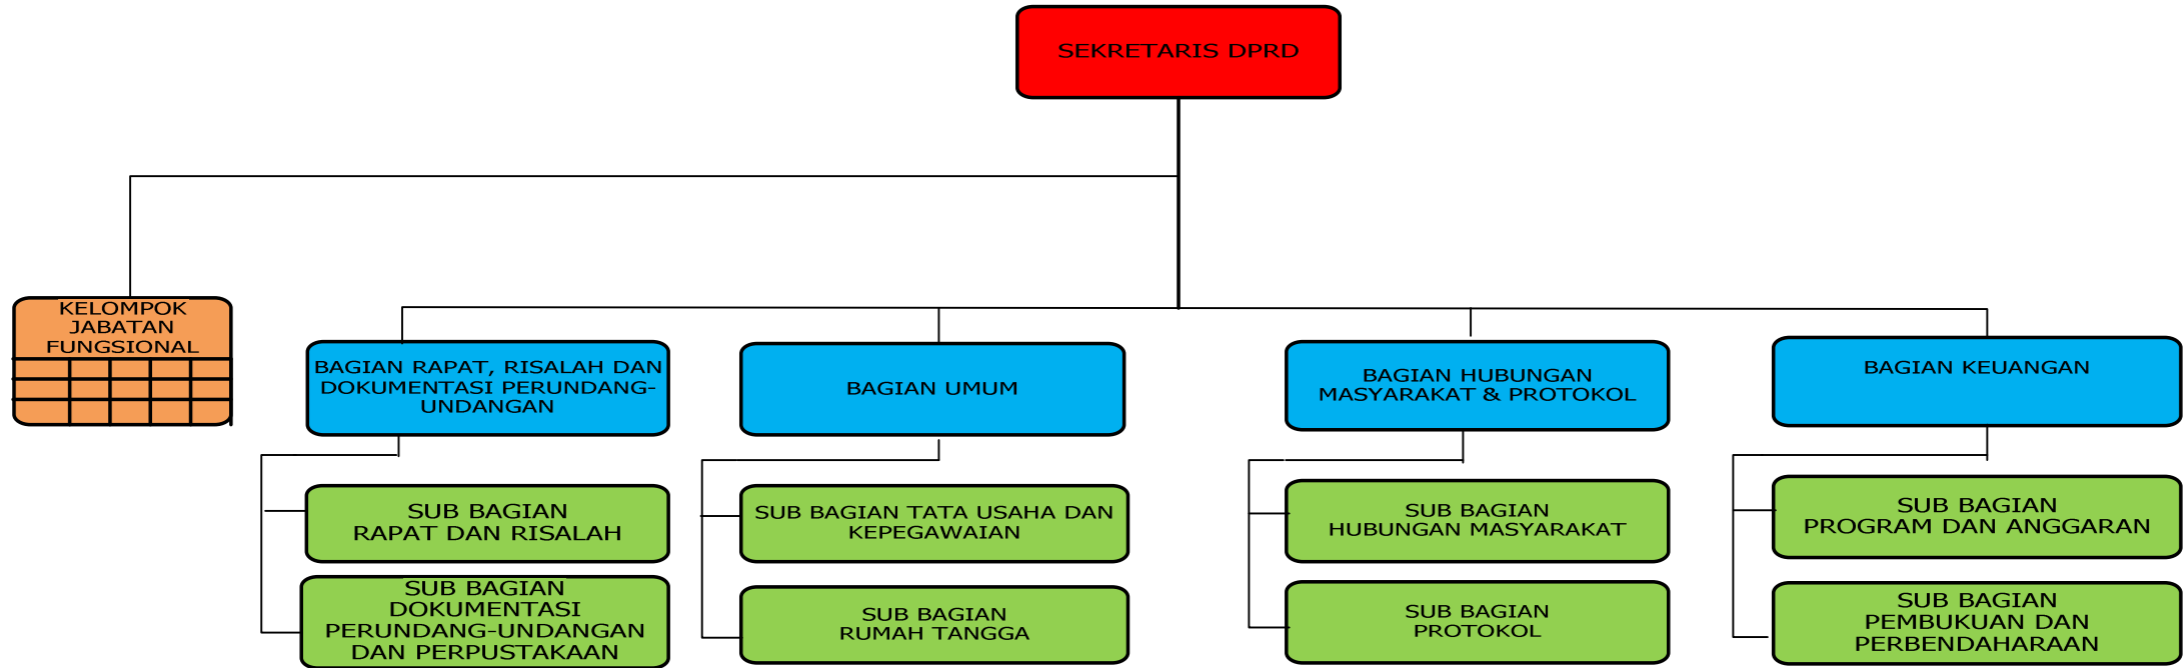 SEKRETARIS DPRD
KELOMPOK
JABATAN
FUNGSIONAL
BAGIAN RAPAT, RISALAH DAN
DOKUMENTASI PERUNDANG-
UNDANGAN
BAGIAN UMUM
BAGIAN HUBUNGAN
MASYARAKAT & PROTOKOL
BAGIAN KEUANGAN
SUB BAGIAN
RAPAT DAN RISALAH
SUB BAGIAN TATA USAHA DAN
KEPEGAWAIAN
SUB BAGIAN
HUBUNGAN MASYARAKAT
SUB BAGIAN
PROGRAM DAN ANGGARAN
SUB BAGIAN
DOKUMENTASI
PERUNDANG-UNDANGAN
DAN PERPUSTAKAAN
SUB BAGIAN
RUMAH TANGGA
SUB BAGIAN
PROTOKOL
SUB BAGIAN
PEMBUKUAN DAN
PERBENDAHARAAN